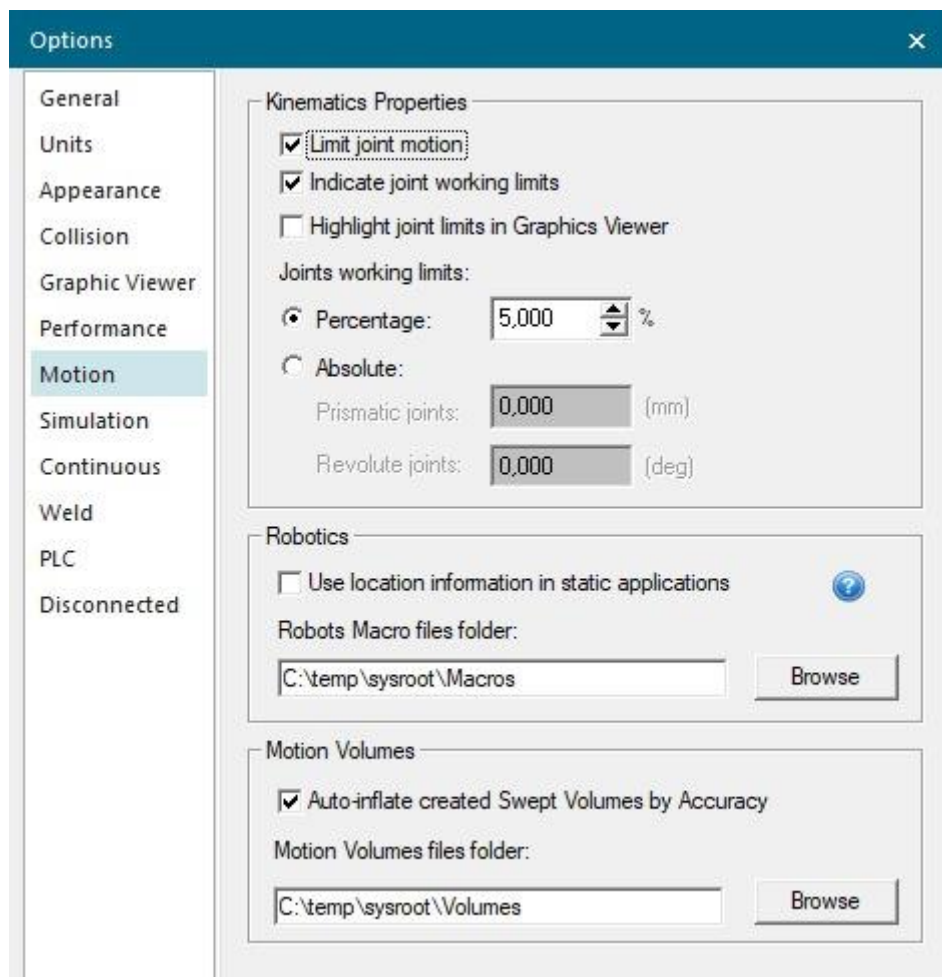 Options
General
Units
Appearance
Collision
Graphic Viewer
Performance
Motion
Simulation
Continuous
Weld
PLC
Disconnected
Kinematics Properties
Limit joint motion
Indicate joint working limits
Highlight joint limits in Graphics Viewer
Joints working limits:
Percentage: 5,000 %
Absolute:
Prismatic joints: 0,000 (mm)
Revolute joints: 0,000 (deg)
Robotics
Use location information in static applications ?
Robots Macro files folder:
C:\temp\sysroot\Macros Browse
Motion Volumes
Auto-inflate created Swept Volumes by Accuracy
Motion Volumes files folder:
C:\temp\sysroot\Volumes Browse